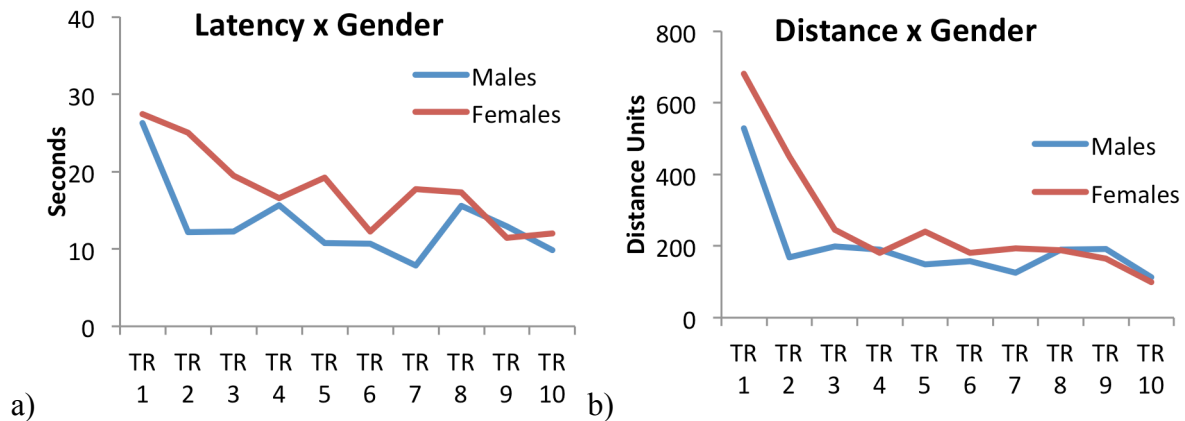 Latency x Gender
40
30
20
10
0
Seconds
Males
Females
TR TR TR TR TR TR TR TR TR TR
1 2 3 4 5 6 7 8 9 10
a)
Distance x Gender
800
600
400
200
0
Distance Units
Males
Females
TR TR TR TR TR TR TR TR TR TR
1 2 3 4 5 6 7 8 9 10
b)